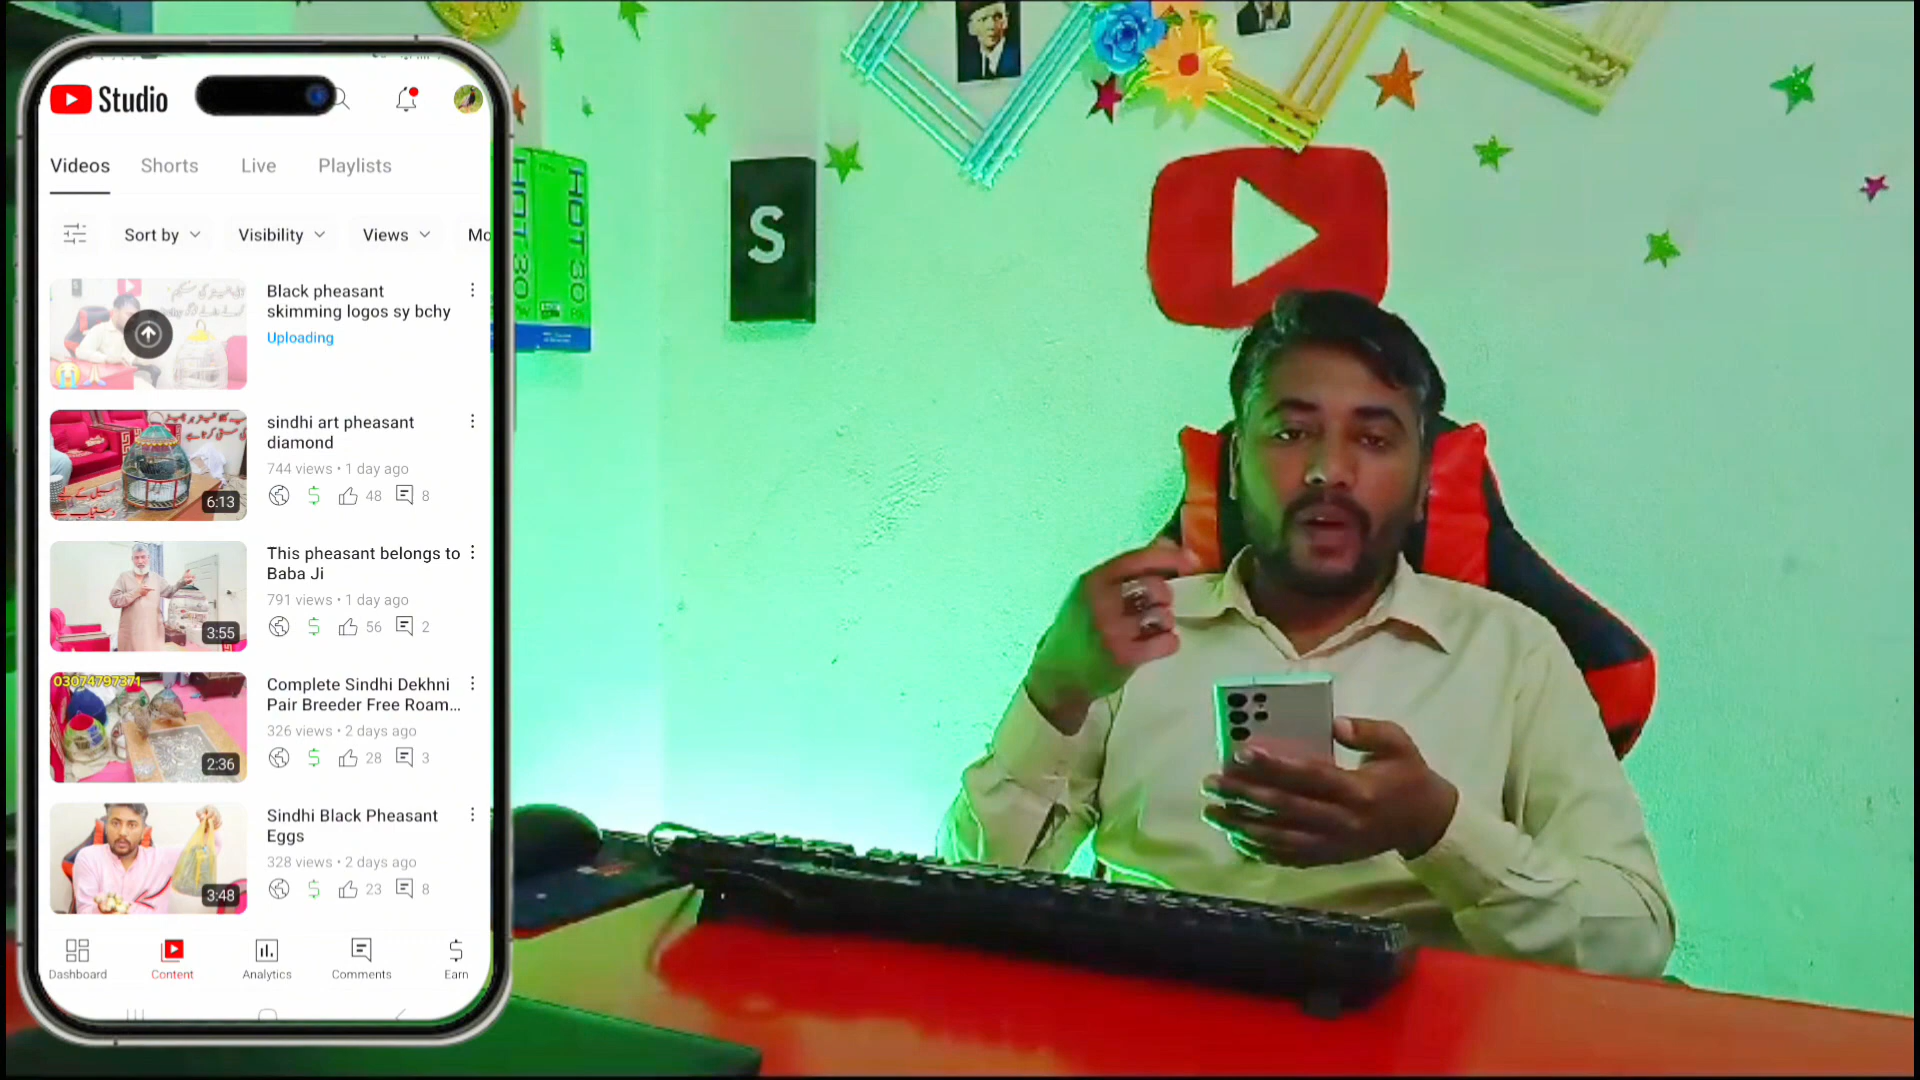 Studio
Videos Shorts Live Playlists
Sort by Visibility Views Mo
Black pheasant
skimming logos sy bchy
Uploading
sindhi art pheasant
diamond
744 views • 1 day ago
48 8
6:13
This pheasant belongs to
Baba Ji
791 views • 1 day ago
56 2
3:55
03074797371
Complete Sindhi Dekhni
Pair Breeder Free Roam...
326 views • 2 days ago
28 3
2:36
Sindhi Black Pheasant
Eggs
328 views • 2 days ago
23 8
3:48
Dashboard Content Analytics Comments Earn
HOT 30
HOT 30
S